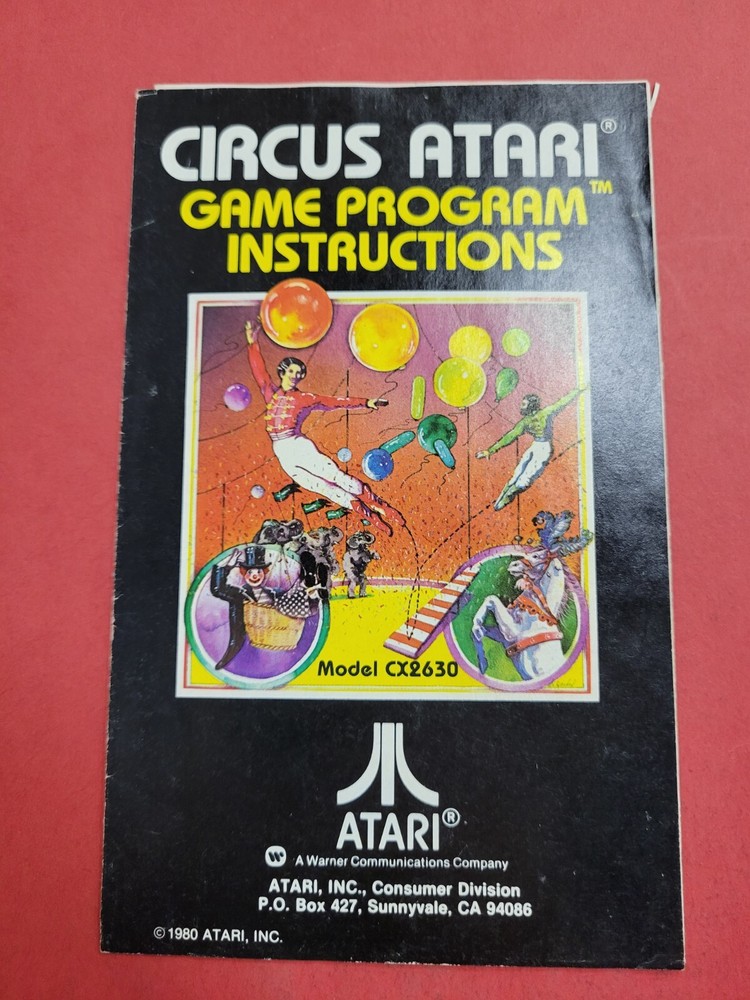 CIRCUS ATARI®
GAME PROGRAM™
INSTRUCTIONS
Model CX2630
ATARI®
A Warner Communications Company
ATARI, INC., Consumer Division
P.O. Box 427, Sunnyvale, CA 94086
© 1980 ATARI, INC.